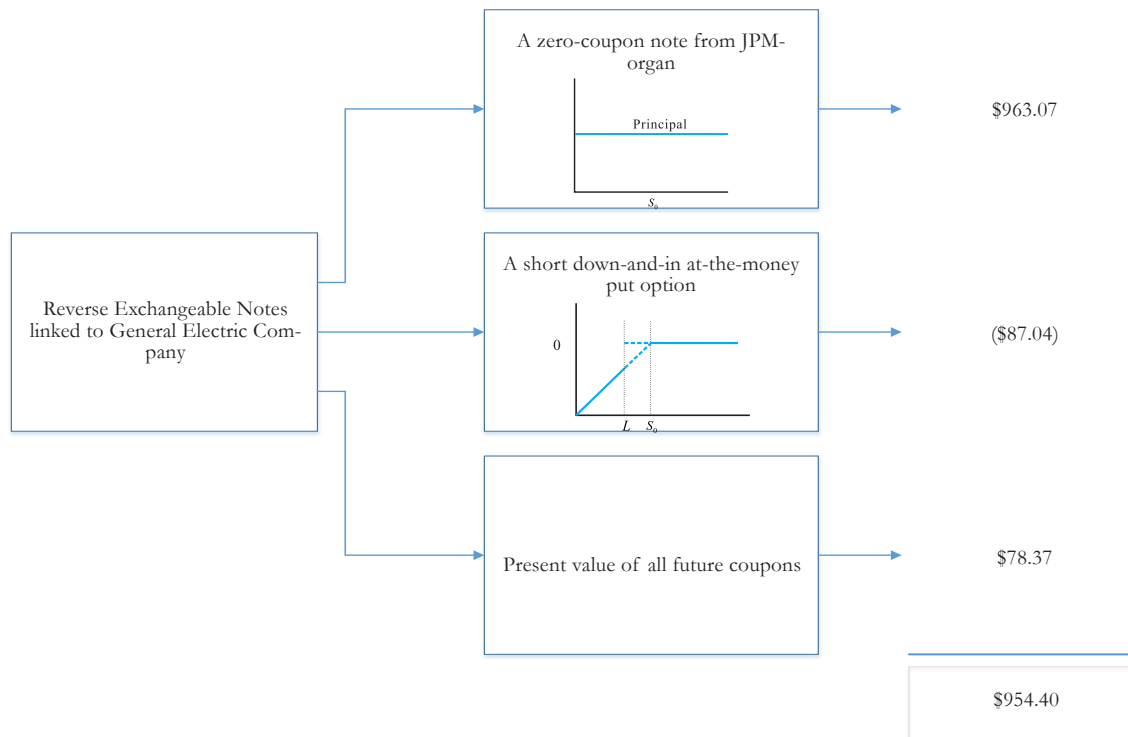 A zero-coupon note from JPM-
organ
Principal
S₀
$963.07
Reverse Exchangeable Notes
linked to General Electric Com-
pany
A short down-and-in at-the-money
put option
0
L S₀
($87.04)
Present value of all future coupons
$78.37
$954.40